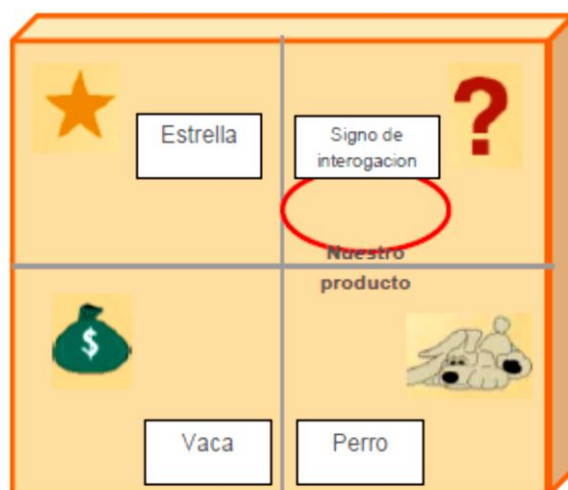 Estrella
Signo de
interogacion
?
Nuestro
producto
$
Vaca
Perro